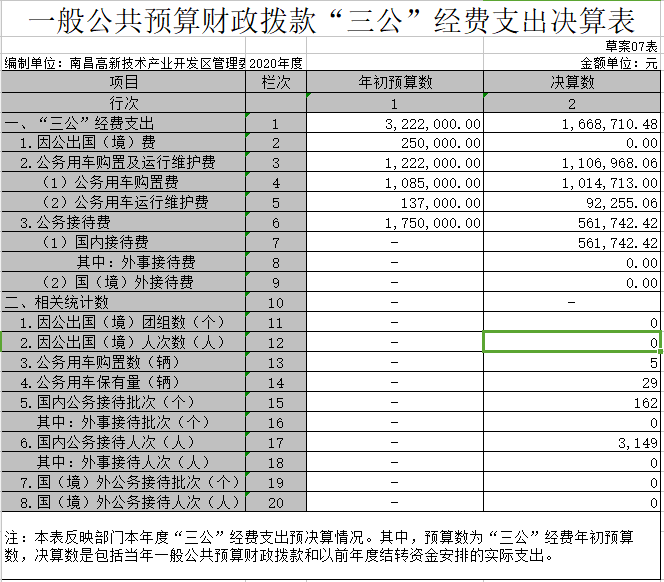 一般公共预算财政拨款“三公”经费支出决算表
草案07表
编制单位：南昌高新技术产业开发区管理委 2020年度 金额单位：元
项目 栏次 年初预算数 决算数
行次 1 2
一、“三公”经费支出 1 3,222,000.00 1,668,710.48
1.因公出国（境）费 2 250,000.00 0.00
2.公务用车购置及运行维护费 3 1,222,000.00 1,106,968.06
（1）公务用车购置费 4 1,085,000.00 1,014,713.00
（2）公务用车运行维护费 5 137,000.00 92,255.06
3.公务接待费 6 1,750,000.00 561,742.42
（1）国内接待费 7 – 561,742.42
其中：外事接待费 8 – 0.00
（2）国（境）外接待费 9 – 0.00
二、相关统计数 10 – –
1.因公出国（境）团组数（个） 11 – 0
2.因公出国（境）人次数（人） 12 – 0
3.公务用车购置数（辆） 13 – 5
4.公务用车保有量（辆） 14 – 29
5.国内公务接待批次（个） 15 – 162
其中：外事接待批次（个） 16 – 0
6.国内公务接待人次（人） 17 – 3,149
其中：外事接待人次（人） 18 – 0
7.国（境）外公务接待批次（个） 19 – 0
8.国（境）外公务接待人次（人） 20 – 0
注：本表反映部门本年度“三公”经费支出预决算情况。其中，预算数为“三公”经费年初预算
数，决算数是包括当年一般公共预算财政拨款和以前年度结转资金安排的实际支出。